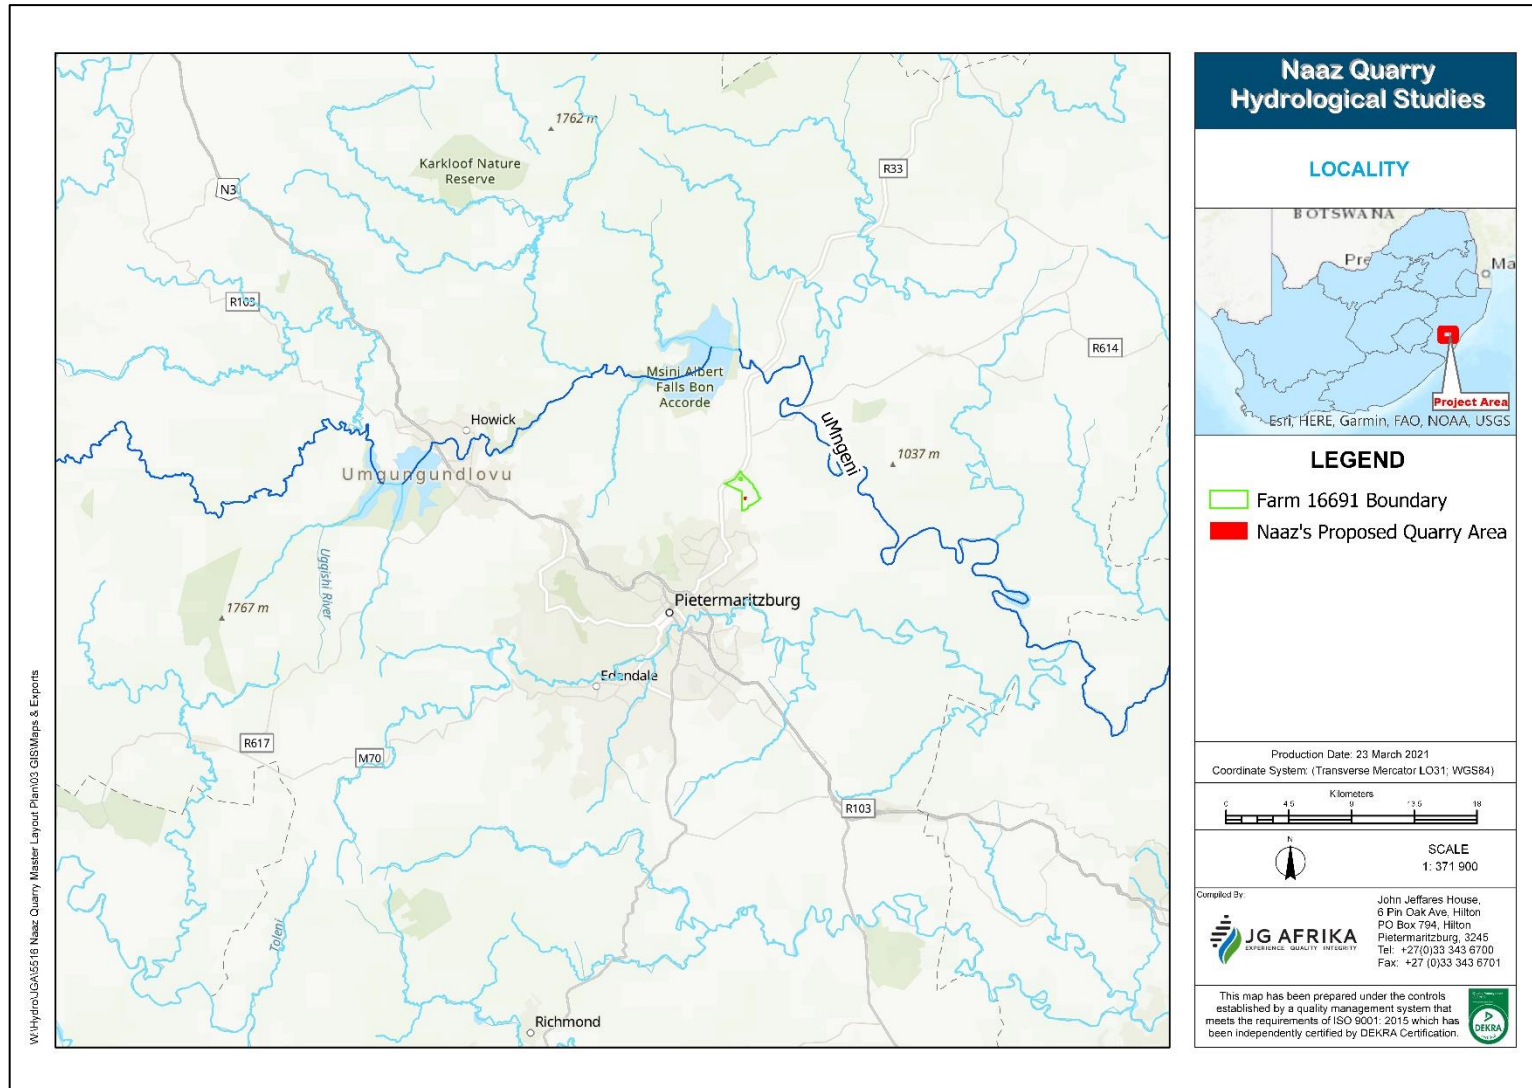 1762 m
Karkloof Nature
Reserve
R33
N3
R103
R614
Msini Albert
Falls Bon
Accorde
Howick
uMngeni
1037 m
Umgungundlovu
Pietermaritzburg
1767 m
Edendale
R617
M70
R103
Toleni
Richmond
W:\Hydro\JGA\5516 Naaz Quarry Master Layout Plan\03 GIS\Maps & Exports
Naaz Quarry
Hydrological Studies
LOCALITY
BOTSWANA
Pre
Ma
Project Area
Esri, HERE, Garmin, FAO, NOAA, USGS
LEGEND
Farm 16691 Boundary
Naaz's Proposed Quarry Area
Production Date: 23 March 2021
Coordinate System: (Transverse Mercator LO31; WGS84)
Kilometers
0 4.5 9 13.5 18
N
SCALE
1: 371 900
Compiled By:
JG AFRIKA
EXPERIENCE QUALITY INTEGRITY
John Jeffares House,
6 Pin Oak Ave, Hilton
PO Box 794, Hilton
Pietermaritzburg, 3245
Tel: +27(0)33 343 6700
Fax: +27 (0)33 343 6701
This map has been prepared under the controls
established by a quality management system that
meets the requirements of ISO 9001: 2015 which has
been independently certified by DEKRA Certification.
DEKRA